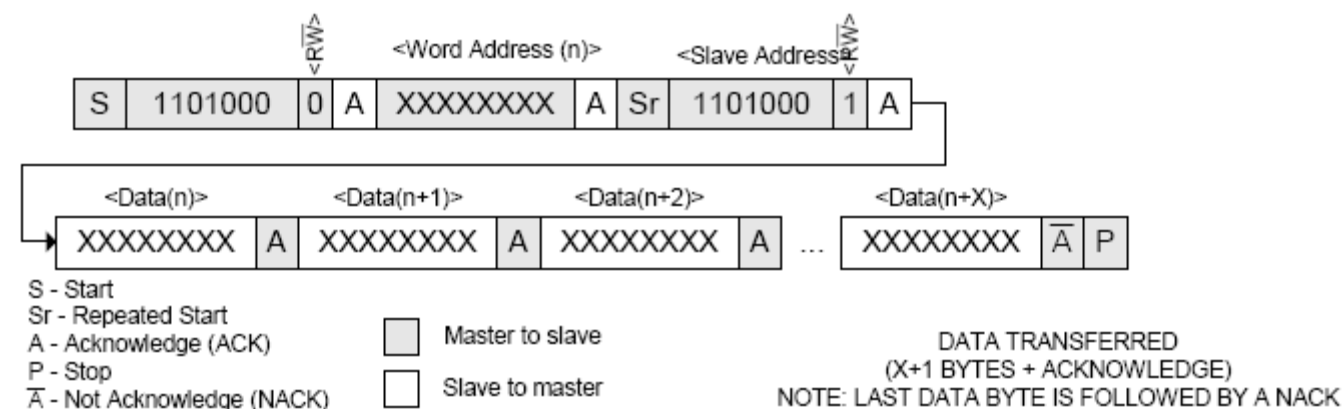 <RW̅>
<Word Address (n)>
<Slave Address>
<RW̅>
S 1101000 0 A XXXXXXXX A Sr 1101000 1 A
<Data(n)> <Data(n+1)> <Data(n+2)> <Data(n+X)>
XXXXXXXX A XXXXXXXX A XXXXXXXX A ... XXXXXXXX A̅ P
S - Start
Sr - Repeated Start
A - Acknowledge (ACK)
P - Stop
A̅ - Not Acknowledge (NACK)
Master to slave
Slave to master
DATA TRANSFERRED
(X+1 BYTES + ACKNOWLEDGE)
NOTE: LAST DATA BYTE IS FOLLOWED BY A NACK